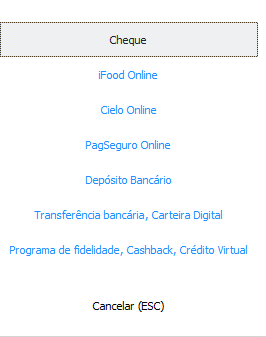 Cheque
iFood Online
Cielo Online
PagSeguro Online
Depósito Bancário
Transferência bancária, Carteira Digital
Programa de fidelidade, Cashback, Crédito Virtual
Cancelar (ESC)